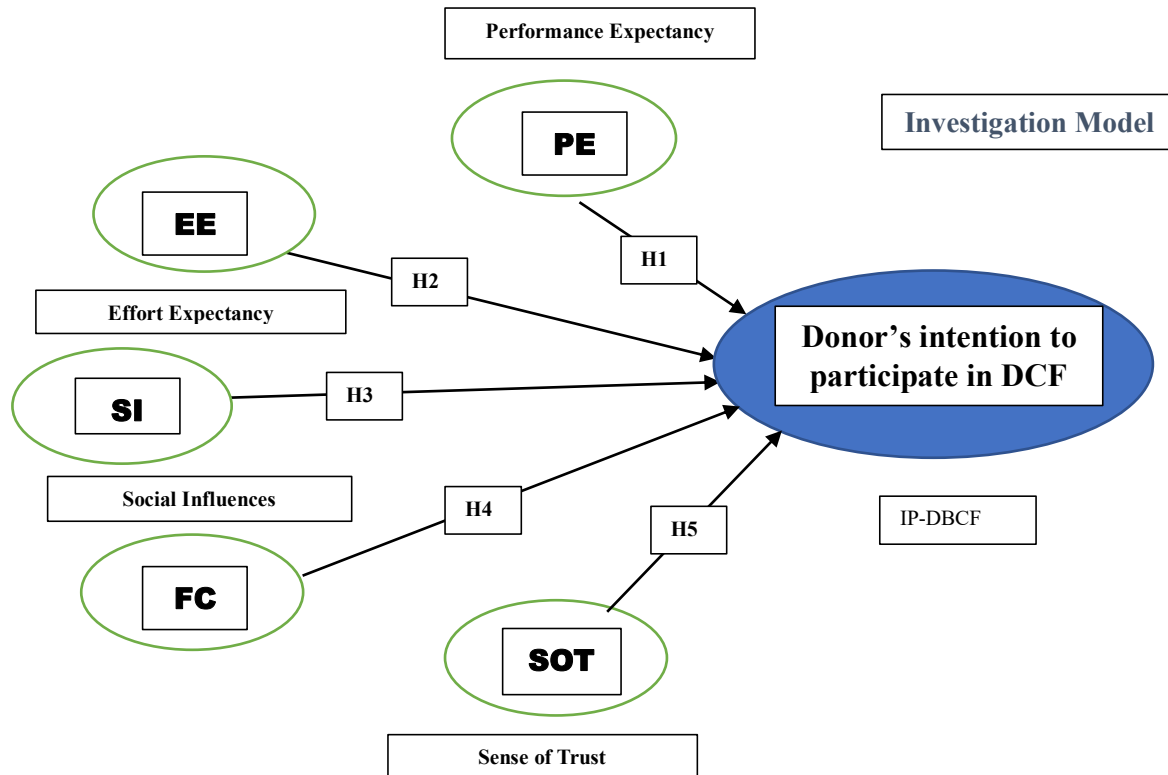 Performance Expectancy
Investigation Model
PE
EE
H1
H2
Effort Expectancy
Donor's intention to
participate in DCF
SI
H3
Social Influences
H4
IP-DBCF
H5
FC
SOT
Sense of Trust